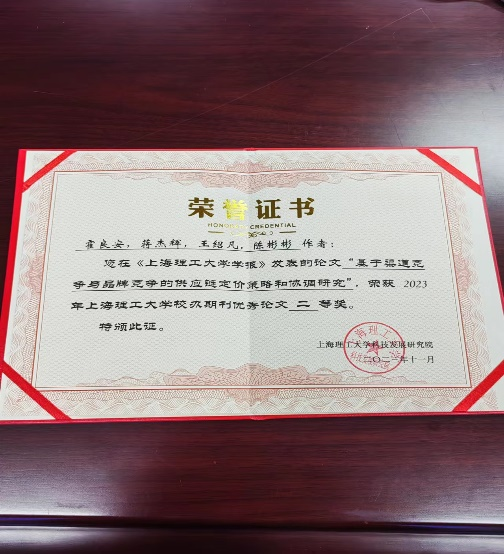 荣誉证书
霍良安，蒋杰辉，王绍凡，陈彬彬 作者：
您在《上海理工大学学报》发表的论文“基于渠道竞
争与品牌竞争的供应链定价策略和协调研究”，荣获 2023
年上海理工大学校办期刊优秀论文 二 等奖。
特颁此证。
上海理工大学科技发展研究院
二〇二三年十一月